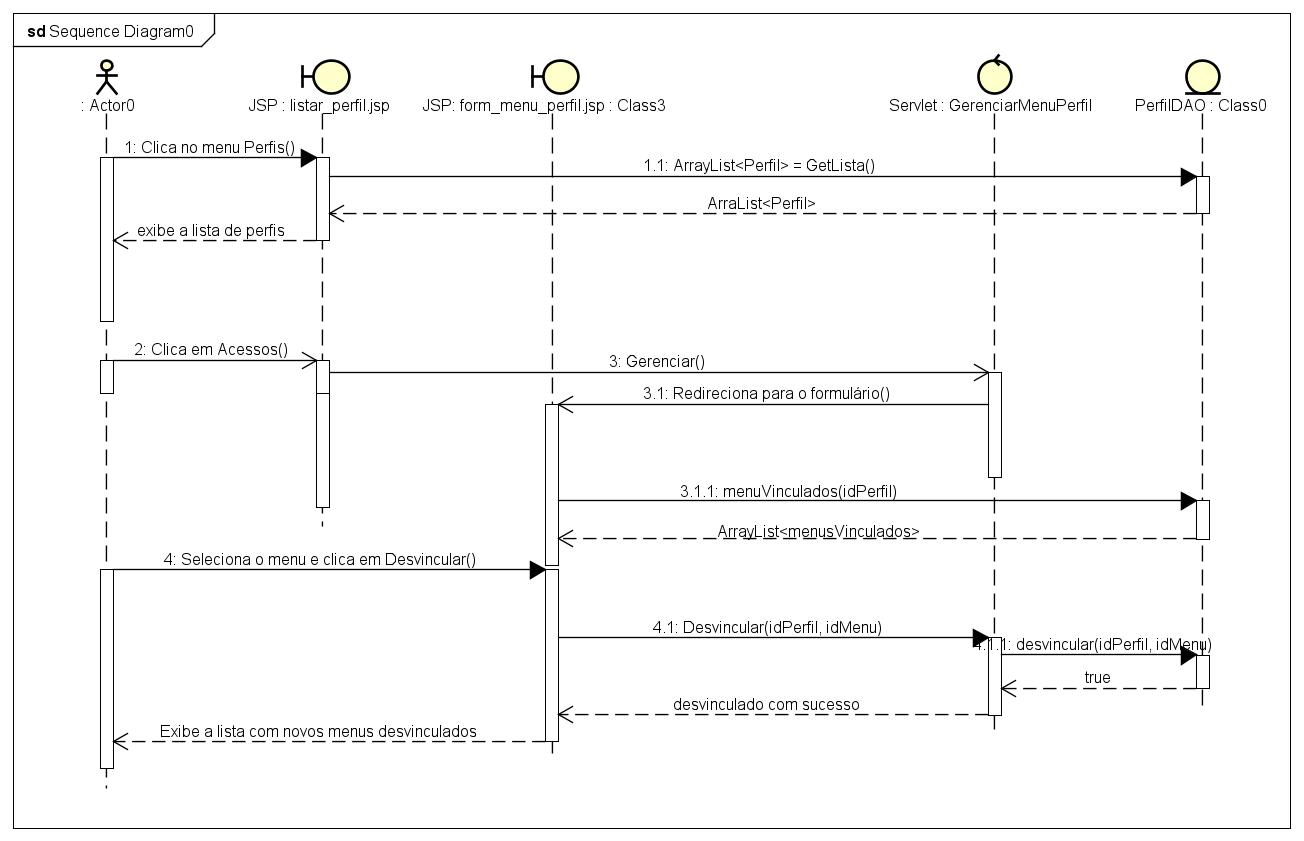 sd Sequence Diagram0
: Actor0
JSP : listar_perfil.jsp
JSP: form_menu_perfil.jsp : Class3
Servlet : GerenciarMenuPerfil
PerfilDAO : Class0
1: Clica no menu Perfis()
1.1: ArrayList<Perfil> = GetLista()
ArraList<Perfil>
exibe a lista de perfis
2: Clica em Acessos()
3: Gerenciar()
3.1: Redireciona para o formulário()
3.1.1: menuVinculados(idPerfil)
ArrayList<menusVinculados>
4: Seleciona o menu e clica em Desvincular()
4.1: Desvincular(idPerfil, idMenu)
4.1.1: desvincular(idPerfil, idMenu)
true
desvinculado com sucesso
Exibe a lista com novos menus desvinculados